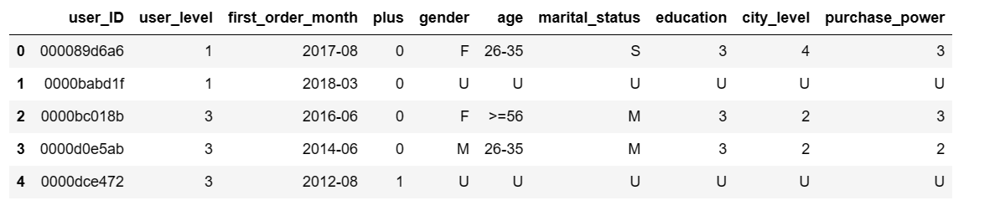 user_ID user_level first_order_month plus gender age marital_status education city_level purchase_power
0 000089d6a6 1 2017-08 0 F 26-35 S 3 4 3
1 0000babd1f 1 2018-03 0 U U U U U U
2 0000bc018b 3 2016-06 0 F >=56 M 3 2 3
3 0000d0e5ab 3 2014-06 0 M 26-35 M 3 2 2
4 0000dce472 3 2012-08 1 U U U U U U